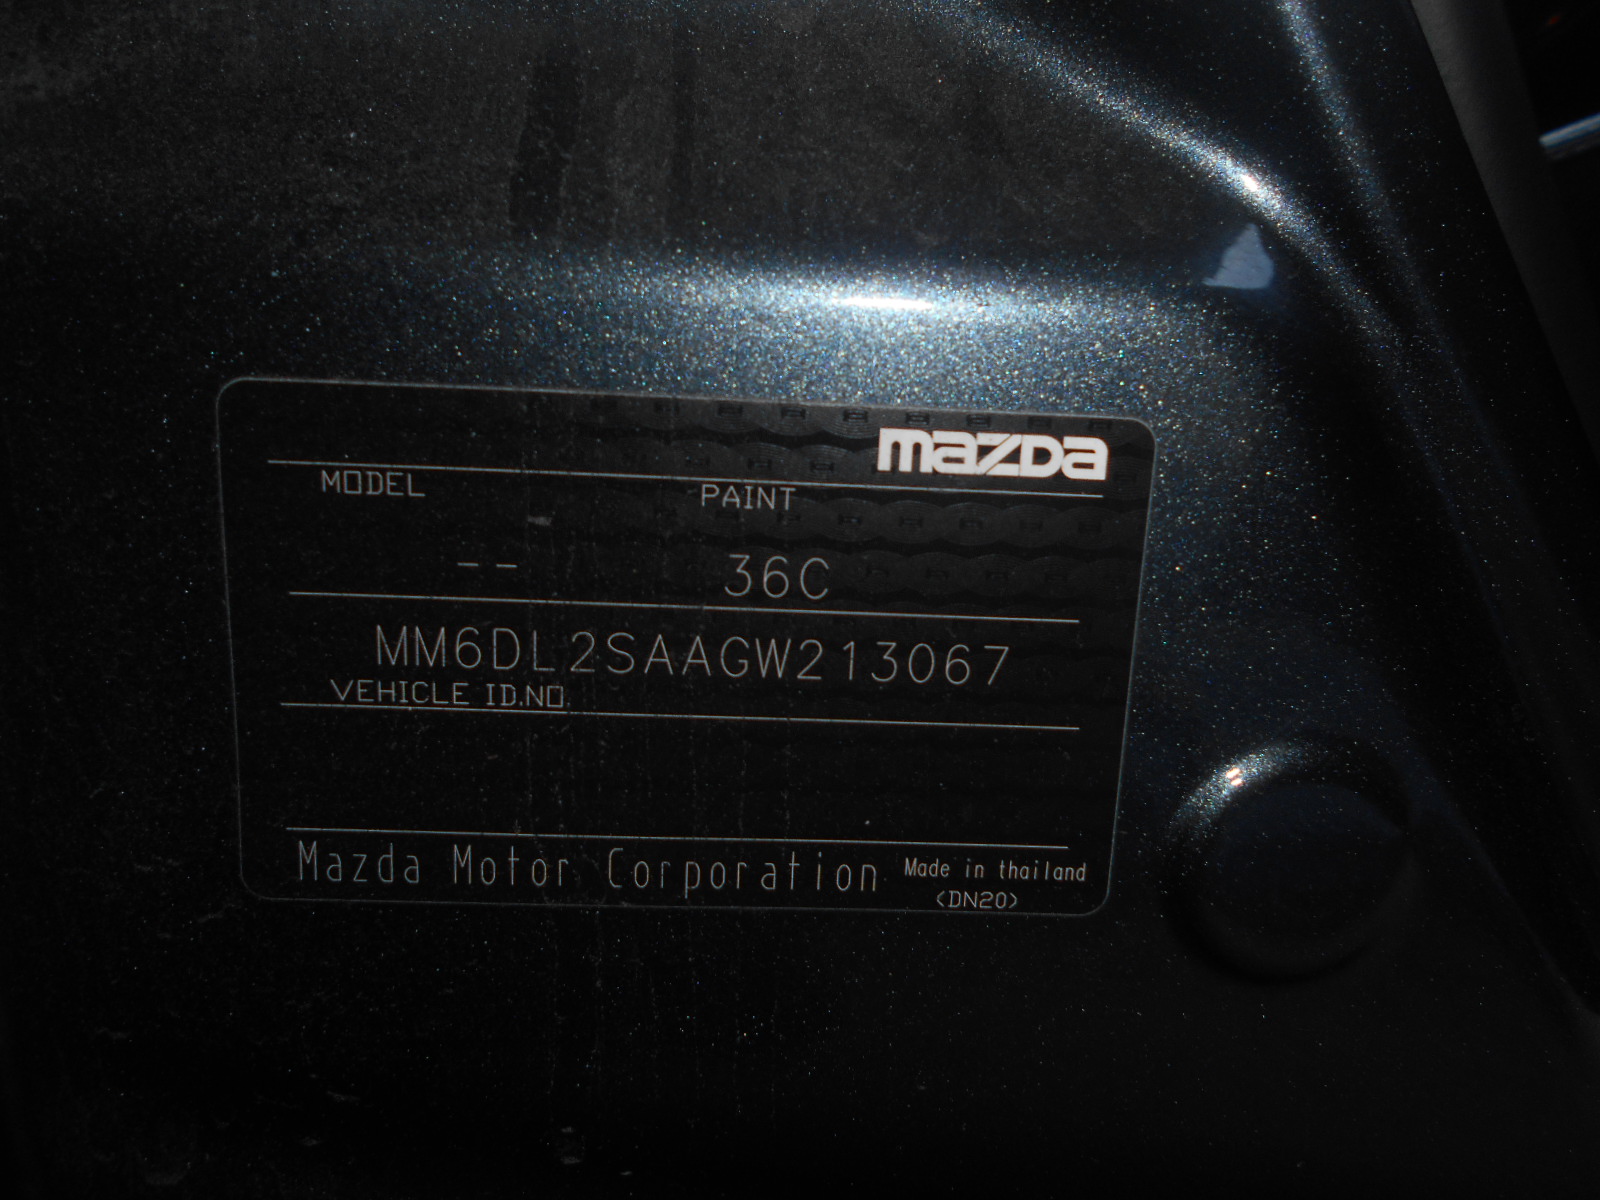 mazda
MODEL PAINT
-- 36C
MM6DL2SAAGW213067
VEHICLE ID.NO.
Mazda Motor Corporation Made in thailand
<DN20>